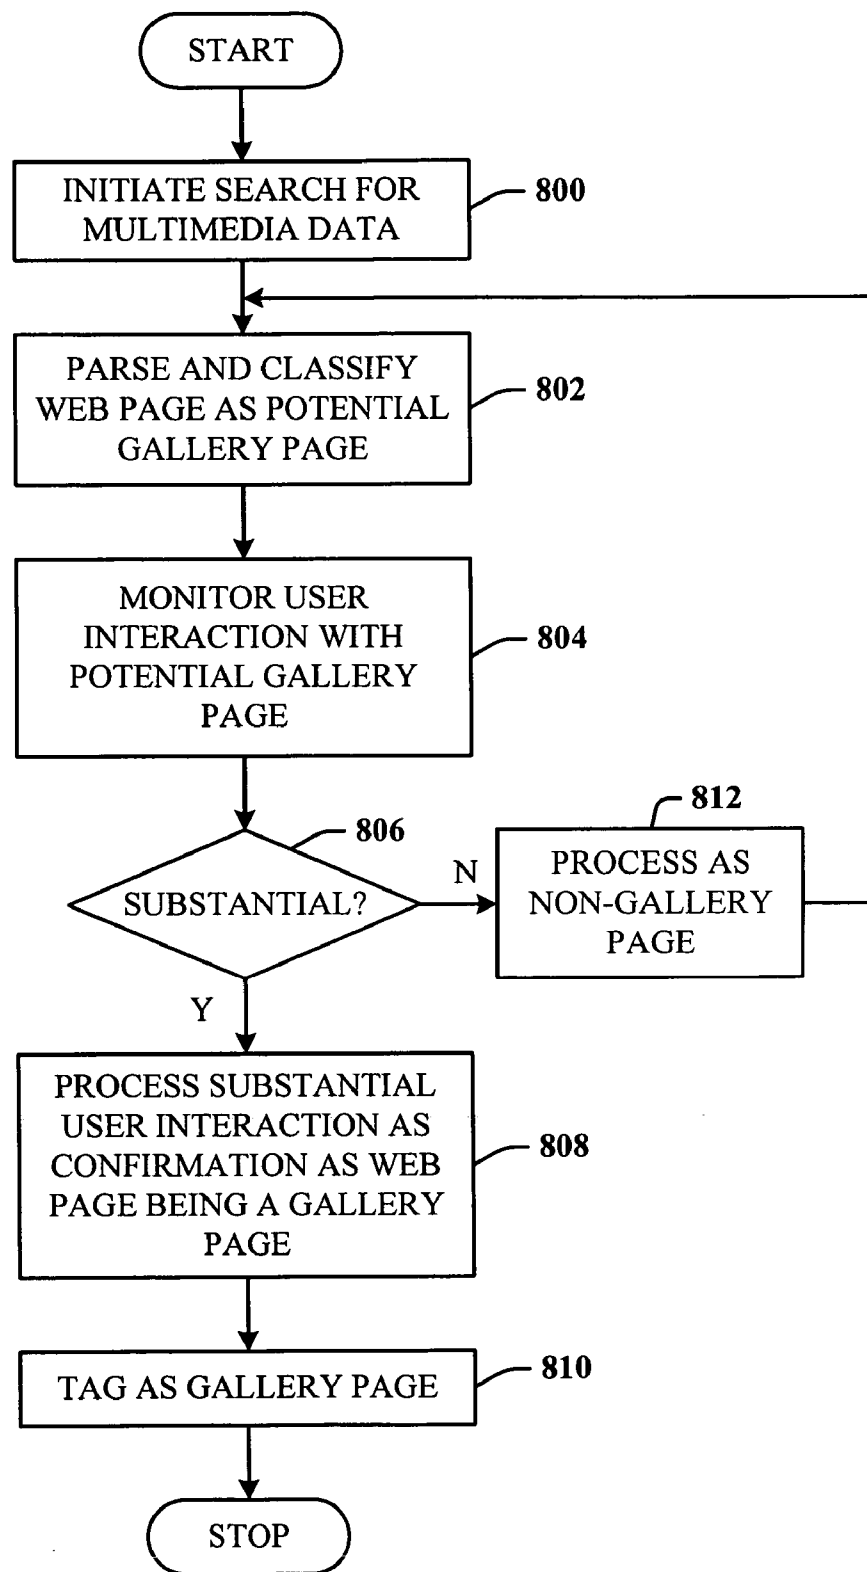 START
INITIATE SEARCH FOR
MULTIMEDIA DATA
800
PARSE AND CLASSIFY
WEB PAGE AS POTENTIAL
GALLERY PAGE
802
MONITOR USER
INTERACTION WITH
POTENTIAL GALLERY
PAGE
804
SUBSTANTIAL?
806
N
PROCESS AS
NON-GALLERY
PAGE
812
Y
PROCESS SUBSTANTIAL
USER INTERACTION AS
CONFIRMATION AS WEB
PAGE BEING A GALLERY
PAGE
808
TAG AS GALLERY PAGE
810
STOP